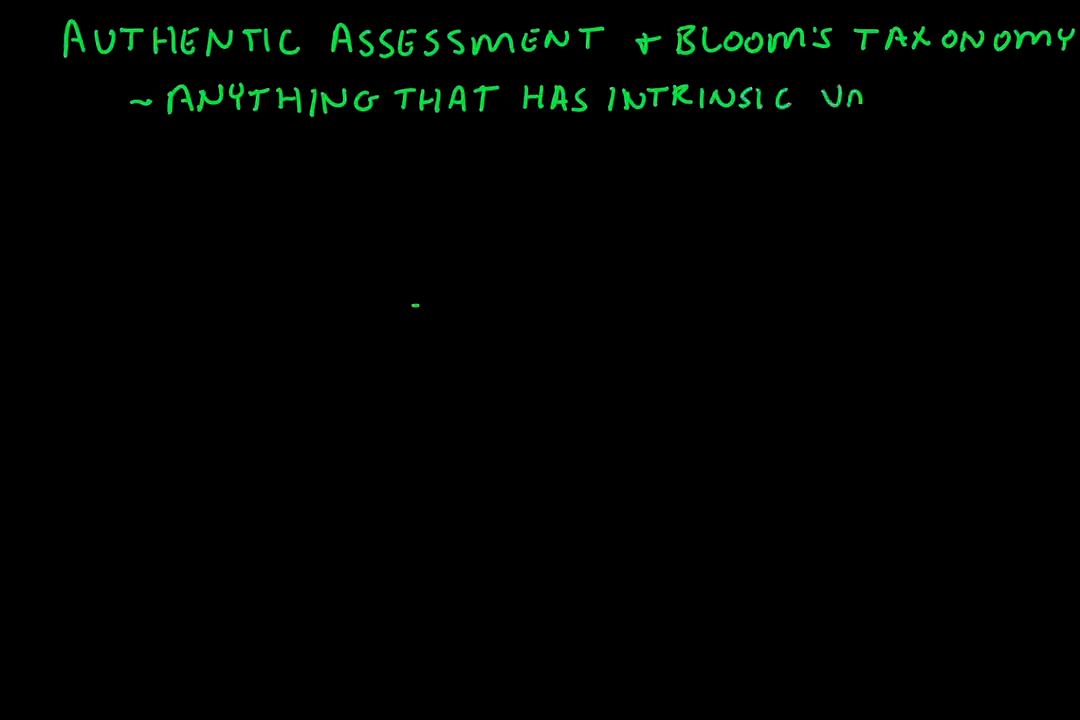 AUTHENTIC ASSESSMENT + BLOOM'S TAXONOMY
~ ANYTHING THAT HAS INTRINSIC